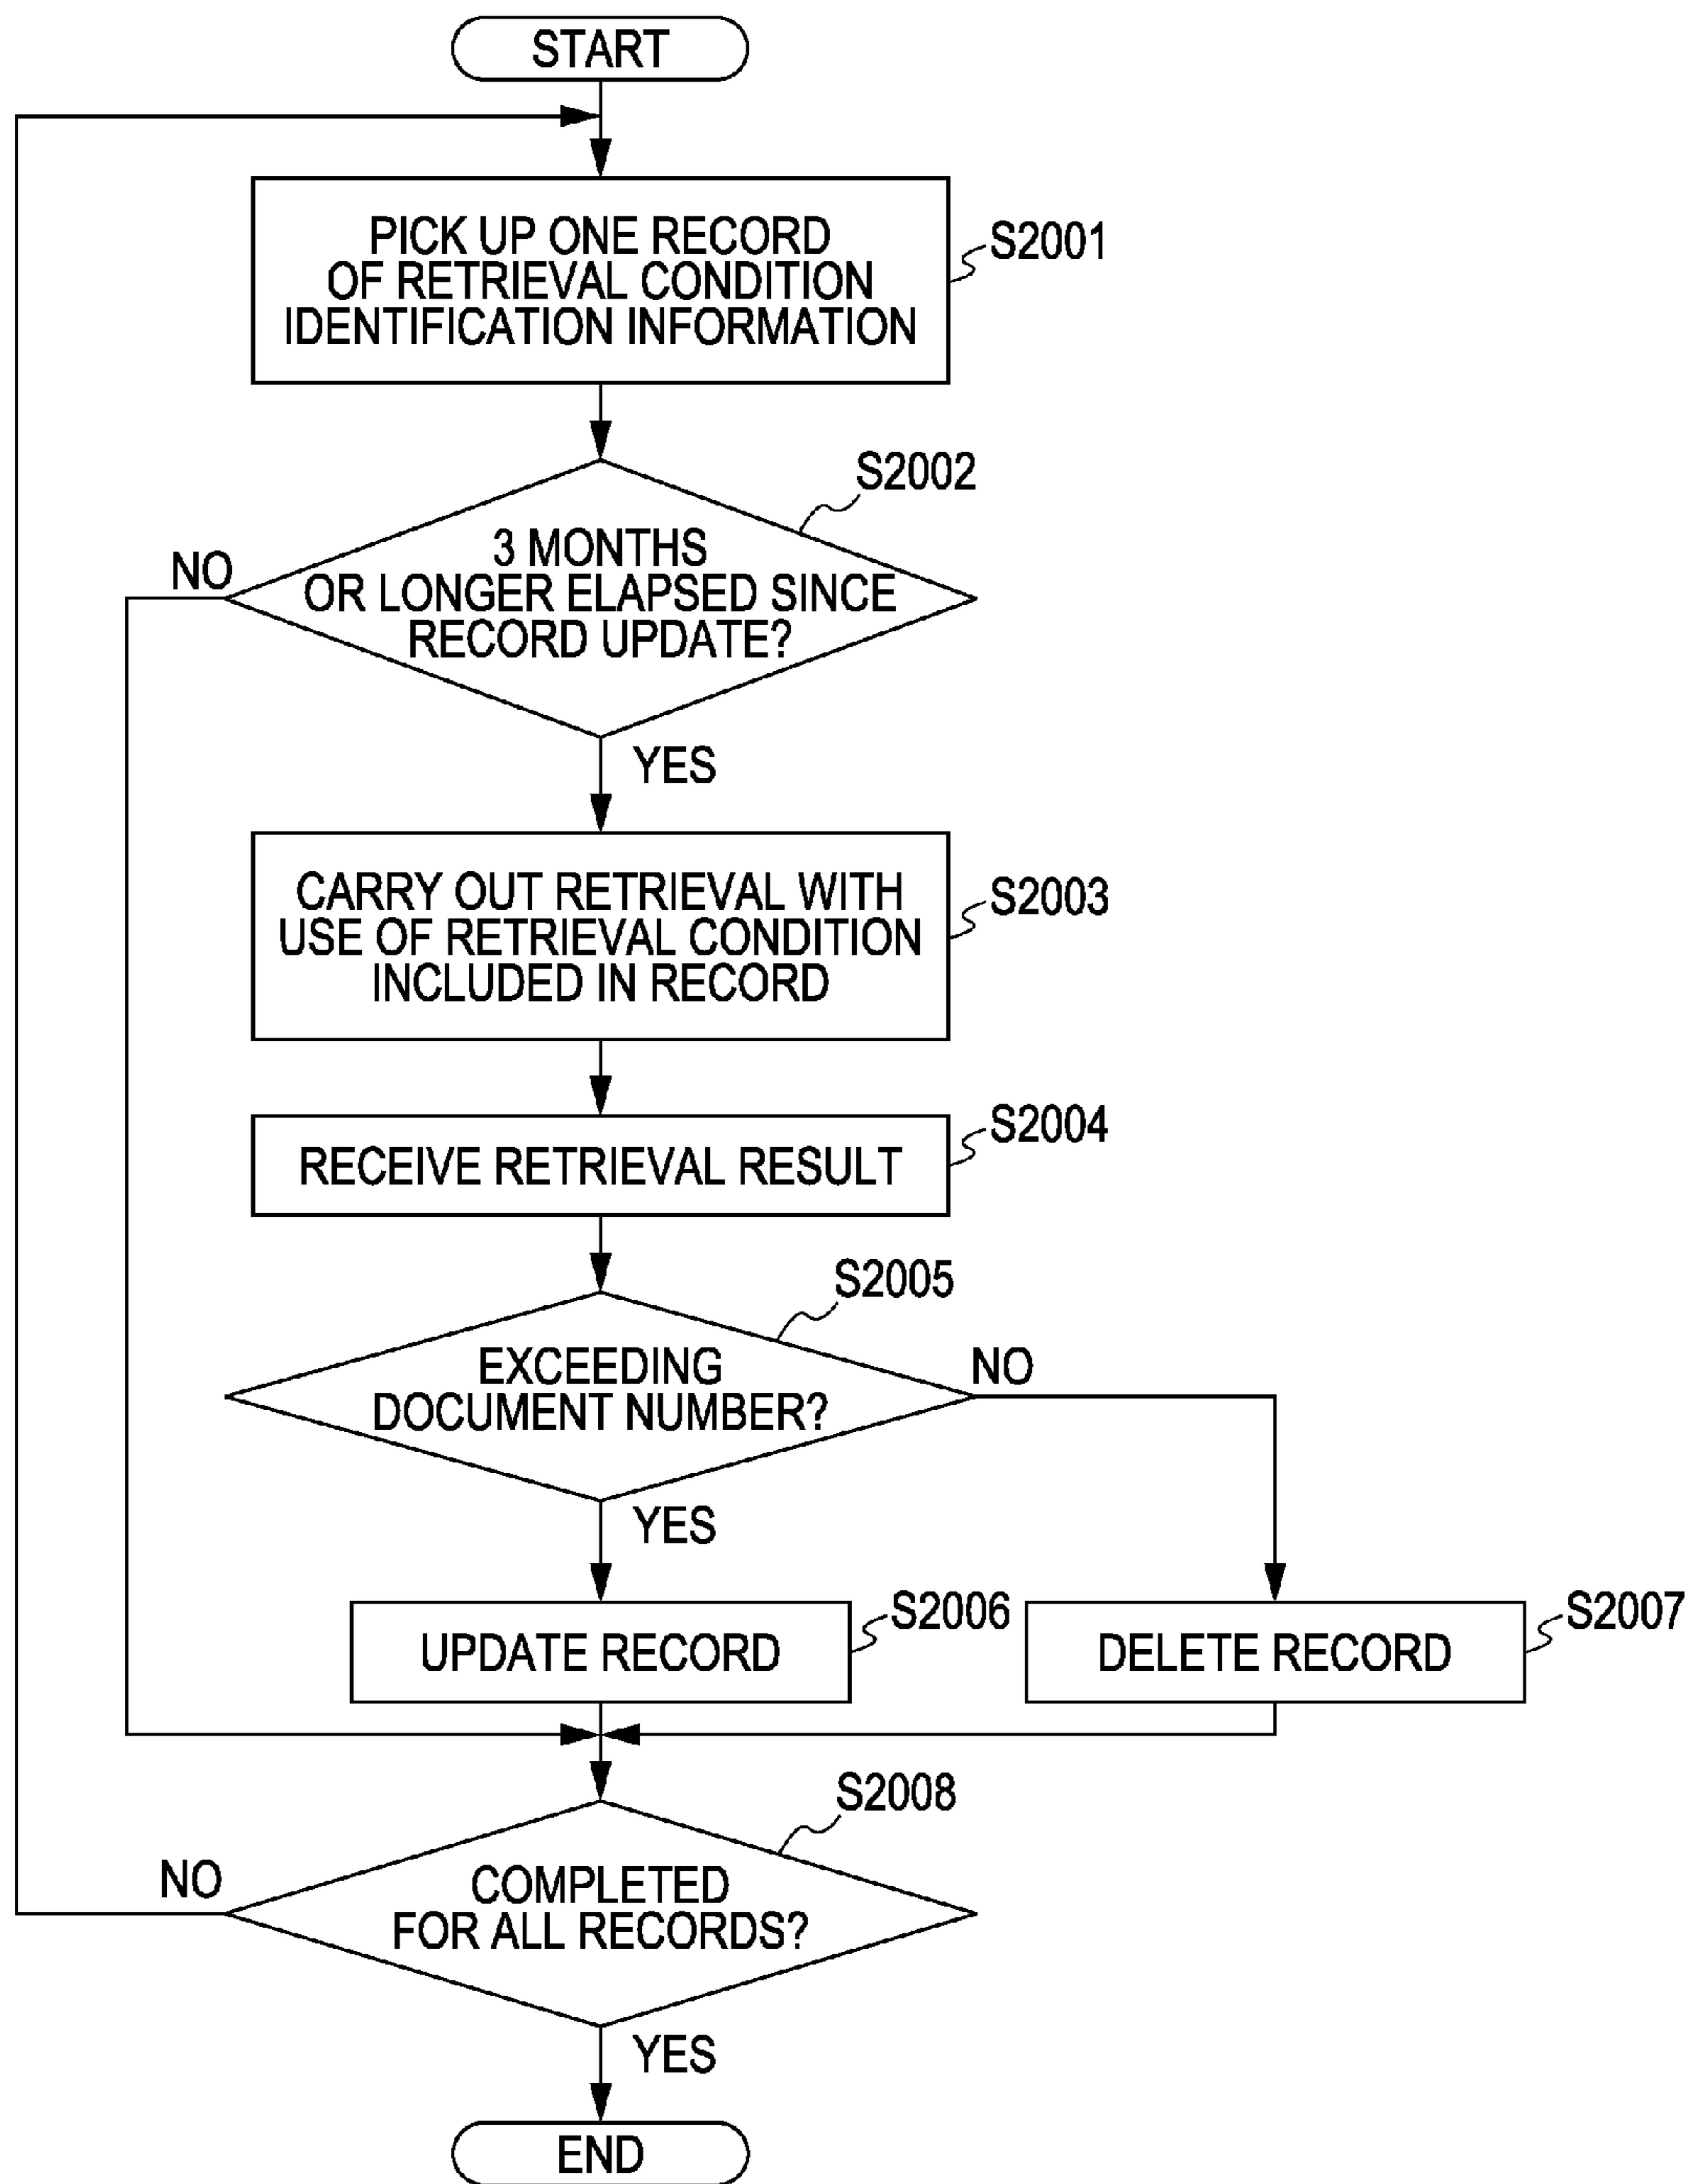 START
PICK UP ONE RECORD
OF RETRIEVAL CONDITION
IDENTIFICATION INFORMATION
S2001
S2002
3 MONTHS
OR LONGER ELAPSED SINCE
RECORD UPDATE?
NO
YES
CARRY OUT RETRIEVAL WITH
USE OF RETRIEVAL CONDITION
INCLUDED IN RECORD
S2003
RECEIVE RETRIEVAL RESULT
S2004
S2005
EXCEEDING
DOCUMENT NUMBER?
NO
YES
UPDATE RECORD
S2006
DELETE RECORD
S2007
S2008
COMPLETED
FOR ALL RECORDS?
NO
YES
END